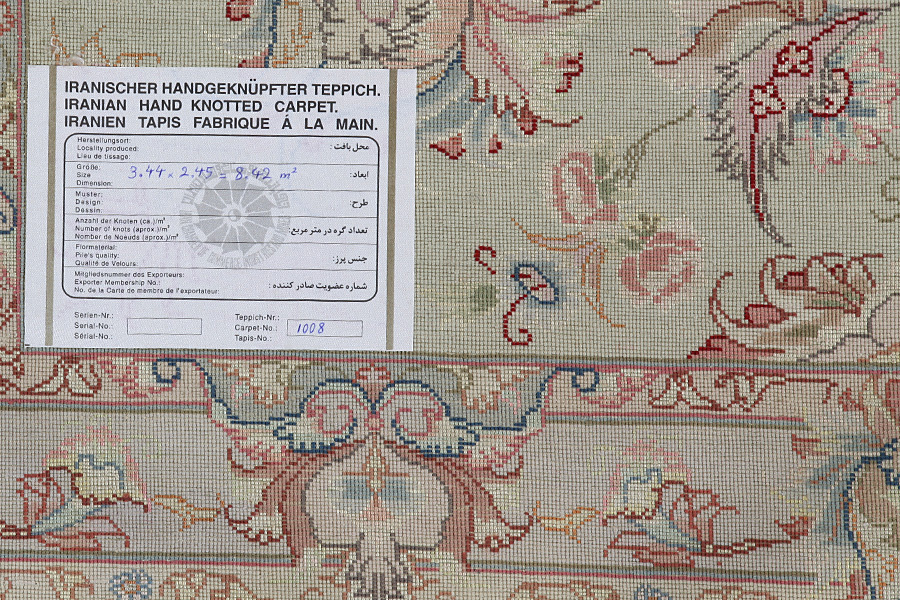 IRANISCHER HANDGEKNÜPFTER TEPPICH.
IRANIAN HAND KNOTTED CARPET.
IRANIEN TAPIS FABRIQUE Á LA MAIN.
Herstellungsort:
Locality produced:
Lieu de tissage:
محل بافت:
Größe:
Size
Dimension:
3.44 x 2.45 = 8.42 m²
ابعاد:
Muster:
Design:
Dessin:
طرح:
Anzahl der Knoten (ca.)/m²
Number of knots (aprox.)/m²
Nomber de Noeuds (aprox.)/m²
تعداد گره در متر مربع:
Flormaterial:
Pile's quality:
Qualité de Velours:
جنس پرز:
Mitgliedsnummer des Exporteurs:
Exporter Membership No.:
No. de la Carte de membre de l'exportateur:
شماره عضویت صادر کننده:
Serien-Nr.:
Serial-No.:
Sérial-No.:
Teppich-Nr.:
Carpet-No.:
Tapis-No.:
1008